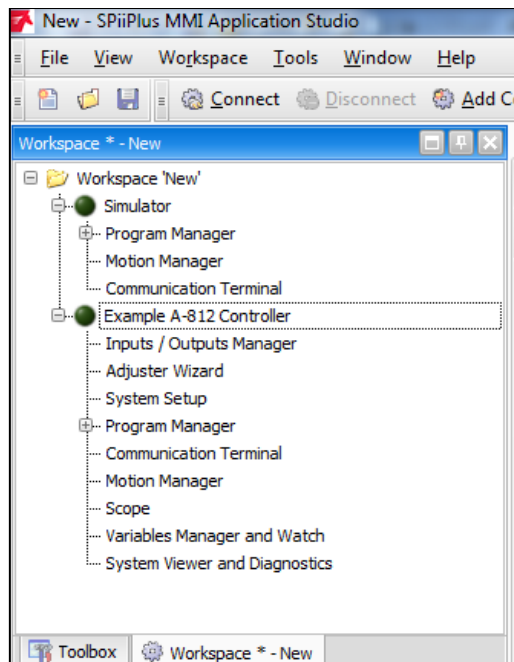 New - SPiiPlus MMI Application Studio
File View Workspace Tools Window Help
Connect Disconnect Add C
Workspace * - New
Workspace 'New'
Simulator
Program Manager
Motion Manager
Communication Terminal
Example A-812 Controller
Inputs / Outputs Manager
Adjuster Wizard
System Setup
Program Manager
Communication Terminal
Motion Manager
Scope
Variables Manager and Watch
System Viewer and Diagnostics
Toolbox Workspace * - New